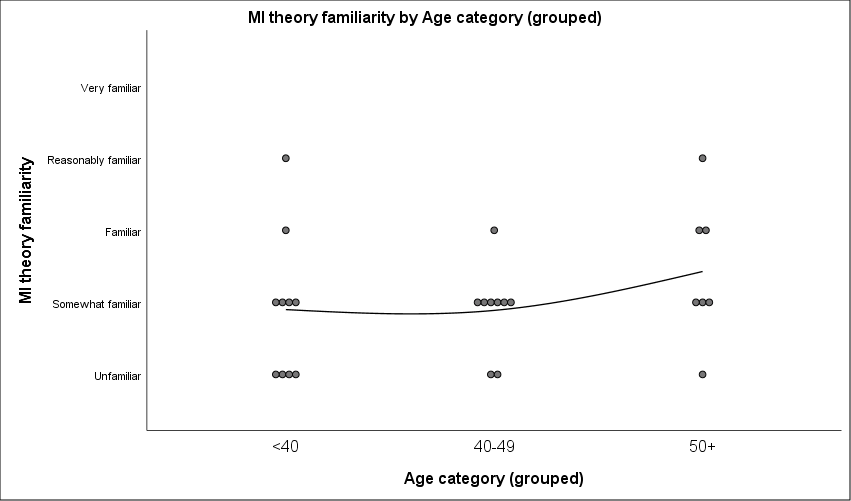 MI theory familiarity by Age category (grouped)
MI theory familiarity
Very familiar
Reasonably familiar
Familiar
Somewhat familiar
Unfamiliar
<40
40-49
50+
Age category (grouped)